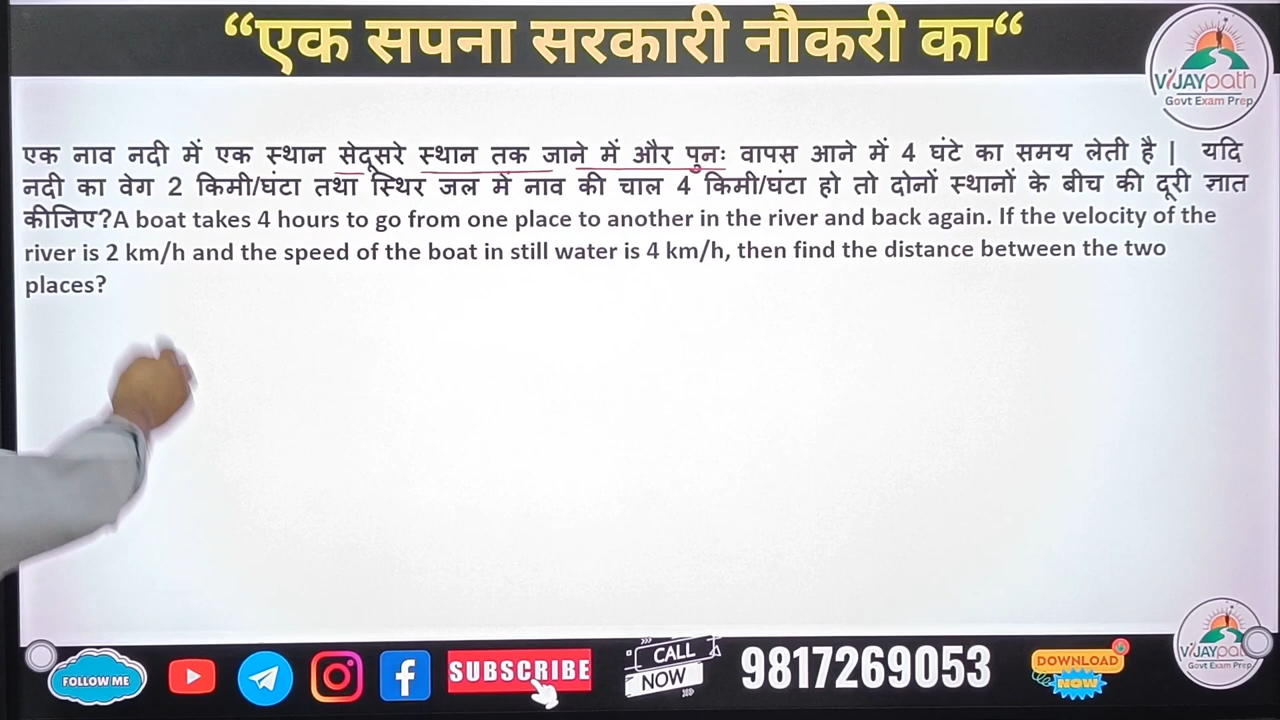 “एक सपना सरकारी नौकरी का“
VIJAYpath
Govt Exam Prep
एक नाव नदी में एक स्थान सेदूसरे स्थान तक जाने में और पुनः वापस आने में 4 घंटे का समय लेती है | यदि
नदी का वेग 2 किमी/घंटा तथा स्थिर जल में नाव की चाल 4 किमी/घंटा हो तो दोनों स्थानों के बीच की दूरी ज्ञात
कीजिए?A boat takes 4 hours to go from one place to another in the river and back again. If the velocity of the
river is 2 km/h and the speed of the boat in still water is 4 km/h, then find the distance between the two
places?
FOLLOW ME
SUBSCRIBE
CALL
NOW
9817269053
DOWNLOAD
NOW
VIJAYpath
Govt Exam Prep